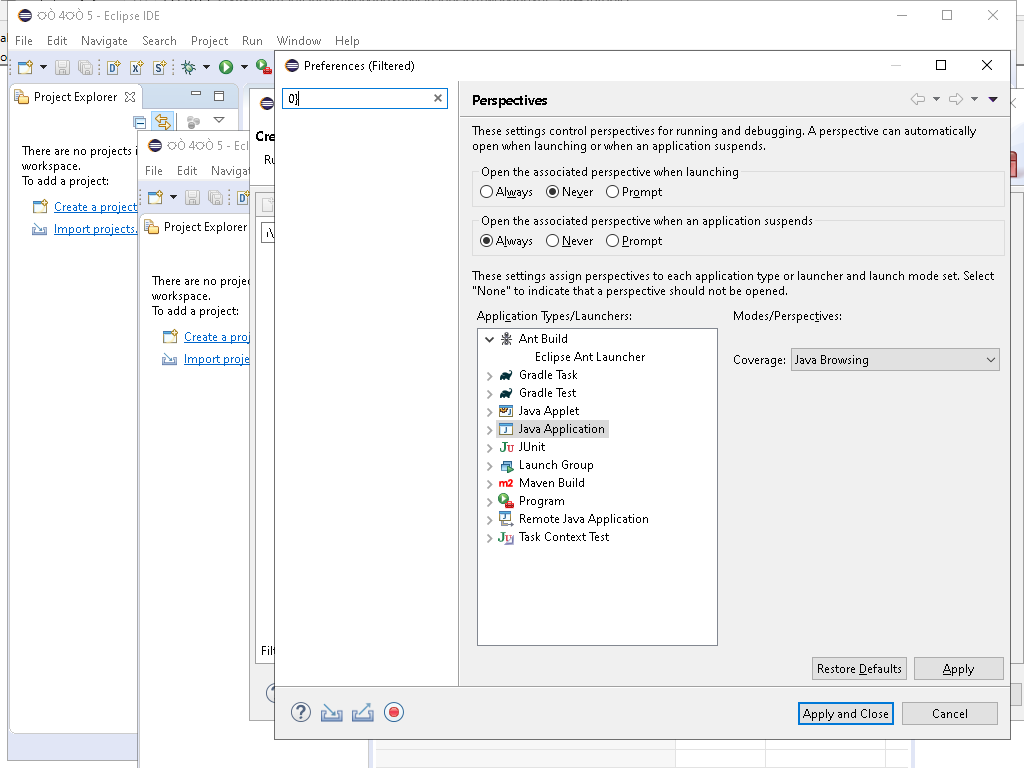 ⵚÒ 4ⵚÒ 5 - Eclipse IDE
File Edit Navigate Search Project Run Window Help
Project Explorer
There are no projects i
workspace.
To add a project:
Create a project
Import projects.
ⵚÒ 4ⵚÒ 5 - Ecl
File Edit Navigat
Project Explorer
There are no projec
workspace.
To add a project:
Create a proj
Import proje
Cre
Ru
Filt
Preferences (Filtered)
0}
Perspectives
These settings control perspectives for running and debugging. A perspective can automatically
open when launching or when an application suspends.
Open the associated perspective when launching
Always Never Prompt
Open the associated perspective when an application suspends
Always Never Prompt
These settings assign perspectives to each application type or launcher and launch mode set. Select
"None" to indicate that a perspective should not be opened.
Application Types/Launchers: Modes/Perspectives:
Ant Build
Eclipse Ant Launcher
Coverage: Java Browsing
Gradle Task
Gradle Test
Java Applet
Java Application
JUnit
Launch Group
Maven Build
Program
Remote Java Application
Task Context Test
Restore Defaults Apply
Apply and Close Cancel